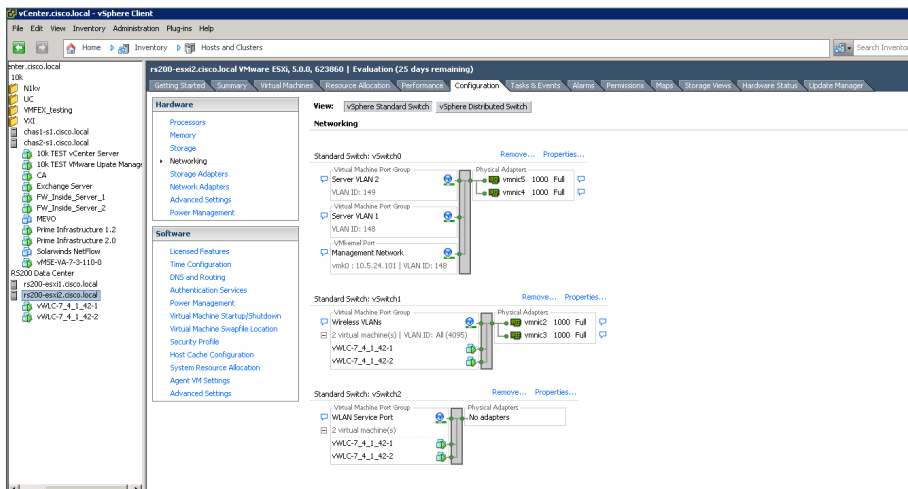 vCenter.cisco.local - vSphere Client
File Edit View Inventory Administration Plug-ins Help
Home Inventory Hosts and Clusters
Search Inventor
enter.cisco.local
10k
N1kv
UC
VMFEX_testing
VXI
chas1-s1.cisco.local
chas2-s1.cisco.local
10k TEST vCenter Server
10k TEST VMware Upate Manag
CA
Exchange Server
FW_Inside_Server_1
FW_Inside_Server_2
MEVO
Prime Infrastructure 1.2
Prime Infrastructure 2.0
Solarwinds NetFlow
vMSE-VA-7-3-110-0
RS200 Data Center
rs200-esxi1.cisco.local
rs200-esxi2.cisco.local
vWLC-7_4_1_42-1
vWLC-7_4_1_42-2
rs200-esxi2.cisco.local VMware ESXi, 5.0.0, 623860 | Evaluation (25 days remaining)
Getting Started Summary Virtual Machines Resource Allocation Performance Configuration Tasks & Events Alarms Permissions Maps Storage Views Hardware Status Update Manager
Hardware
Processors
Memory
Storage
Networking
Storage Adapters
Network Adapters
Advanced Settings
Power Management
Software
Licensed Features
Time Configuration
DNS and Routing
Authentication Services
Power Management
Virtual Machine Startup/Shutdown
Virtual Machine Swapfile Location
Security Profile
Host Cache Configuration
System Resource Allocation
Agent VM Settings
Advanced Settings
View: vSphere Standard Switch vSphere Distributed Switch
Networking
Standard Switch: vSwitch0 Remove... Properties...
Virtual Machine Port Group Physical Adapters
Server VLAN 2 vmnic5 1000 Full
VLAN ID: 149 vmnic4 1000 Full
Virtual Machine Port Group
Server VLAN 1
VLAN ID: 148
VMkernel Port
Management Network
vmk0 : 10.5.24.101 | VLAN ID: 148
Standard Switch: vSwitch1 Remove... Properties...
Virtual Machine Port Group Physical Adapters
Wireless VLANs vmnic2 1000 Full
2 virtual machine(s) | VLAN ID: All (4095) vmnic3 1000 Full
vWLC-7_4_1_42-1
vWLC-7_4_1_42-2
Standard Switch: vSwitch2 Remove... Properties...
Virtual Machine Port Group Physical Adapters
WLAN Service Port No adapters
2 virtual machine(s)
vWLC-7_4_1_42-1
vWLC-7_4_1_42-2